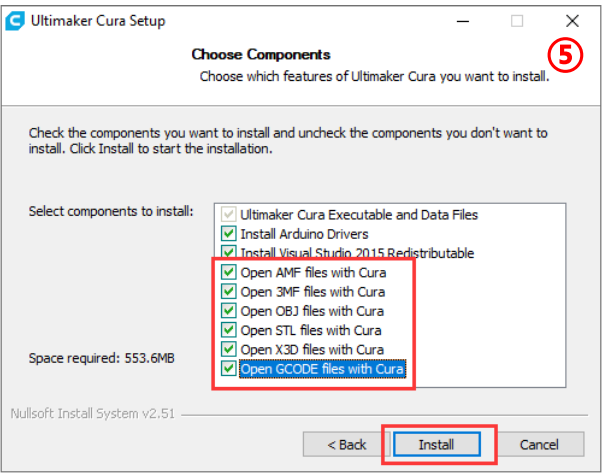 Ultimaker Cura Setup
⑤
Choose Components
Choose which features of Ultimaker Cura you want to install.
Check the components you want to install and uncheck the components you don't want to
install. Click Install to start the installation.
Select components to install:
Ultimaker Cura Executable and Data Files
Install Arduino Drivers
Install Visual Studio 2015 Redistributable
Open AMF files with Cura
Open 3MF files with Cura
Open OBJ files with Cura
Open STL files with Cura
Open X3D files with Cura
Open GCODE files with Cura
Space required: 553.6MB
Nullsoft Install System v2.51
< Back
Install
Cancel